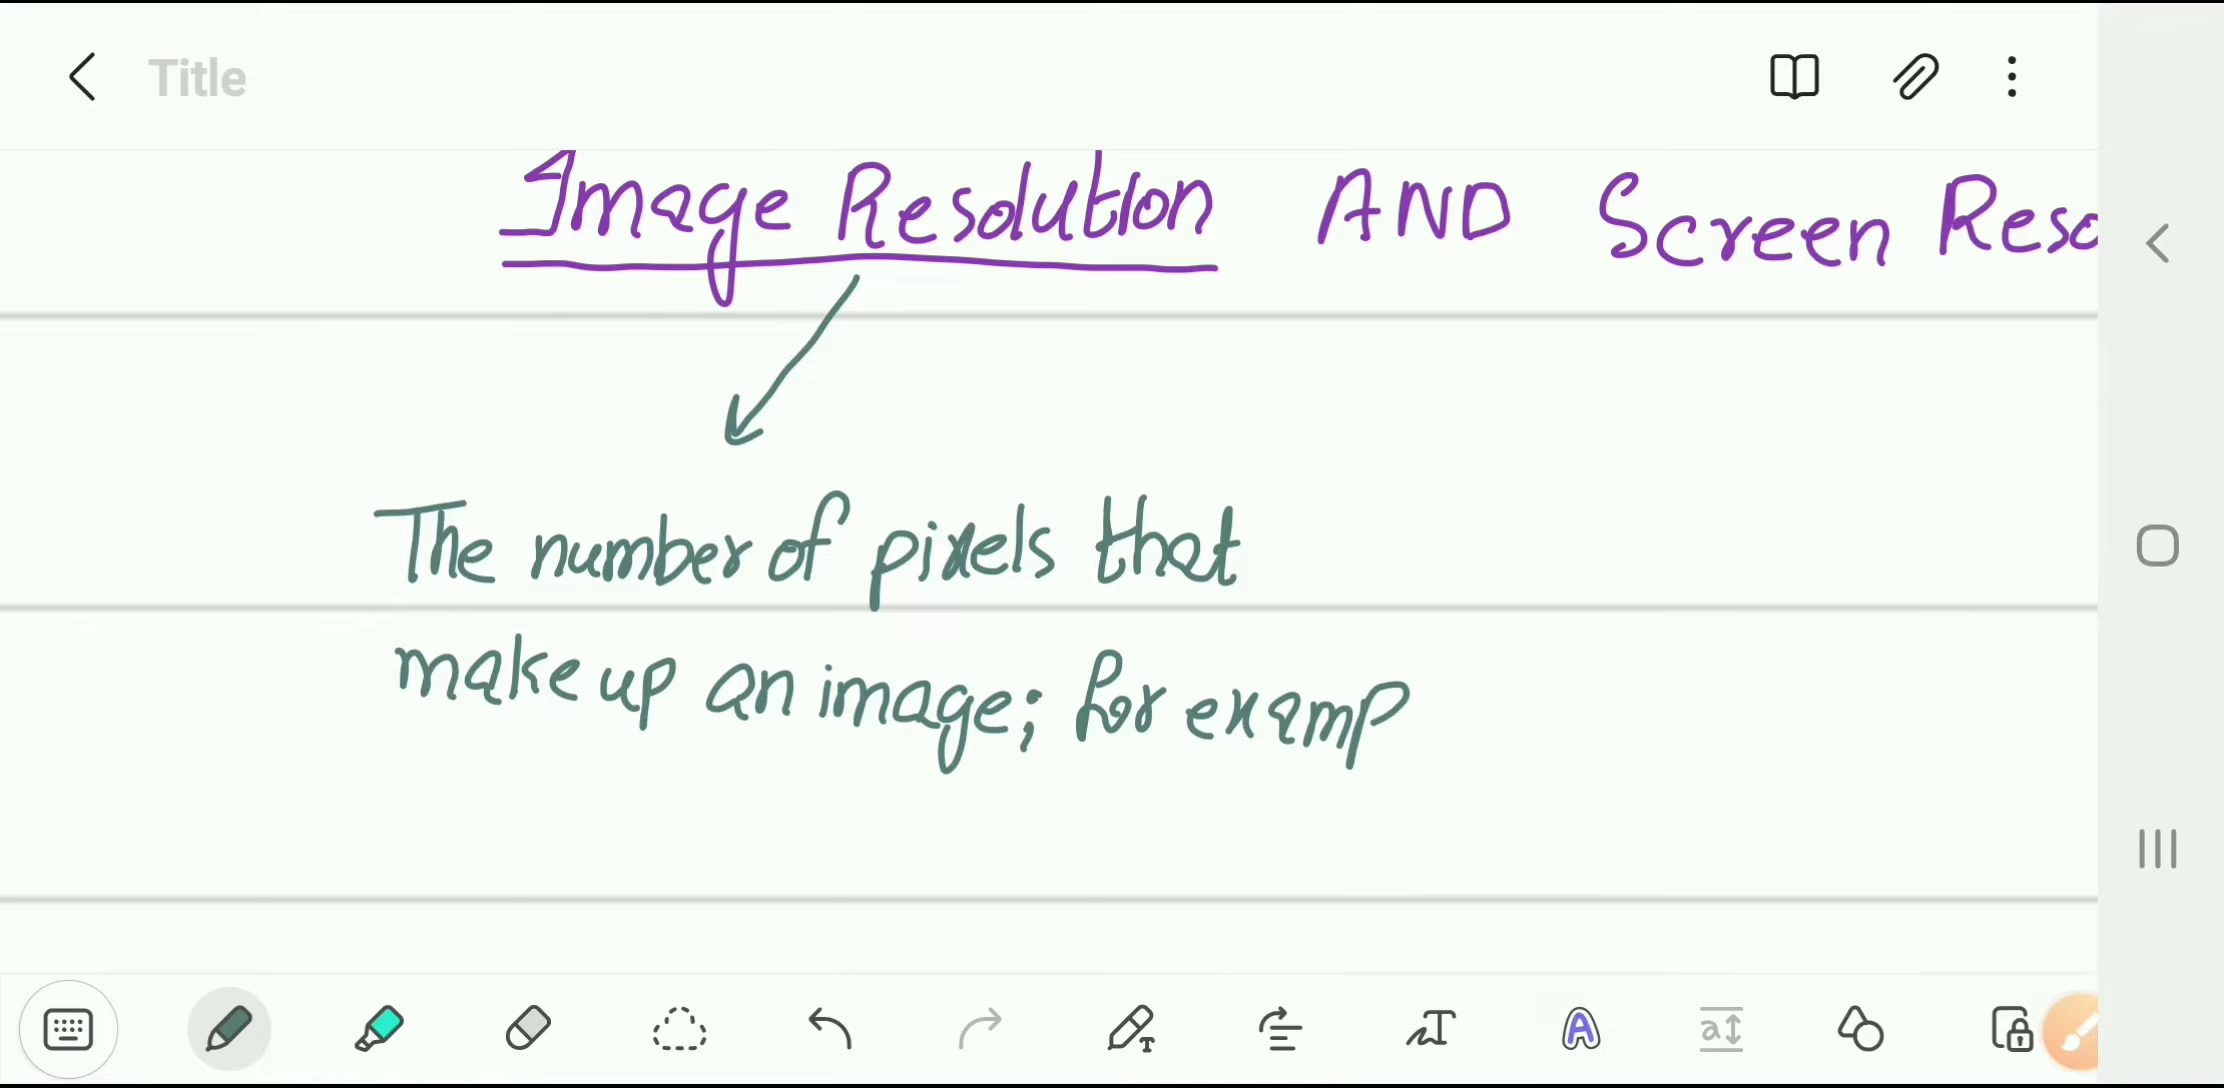 Title
Image Resolution AND Screen Reso
The number of pixels that
make up an image; for examp